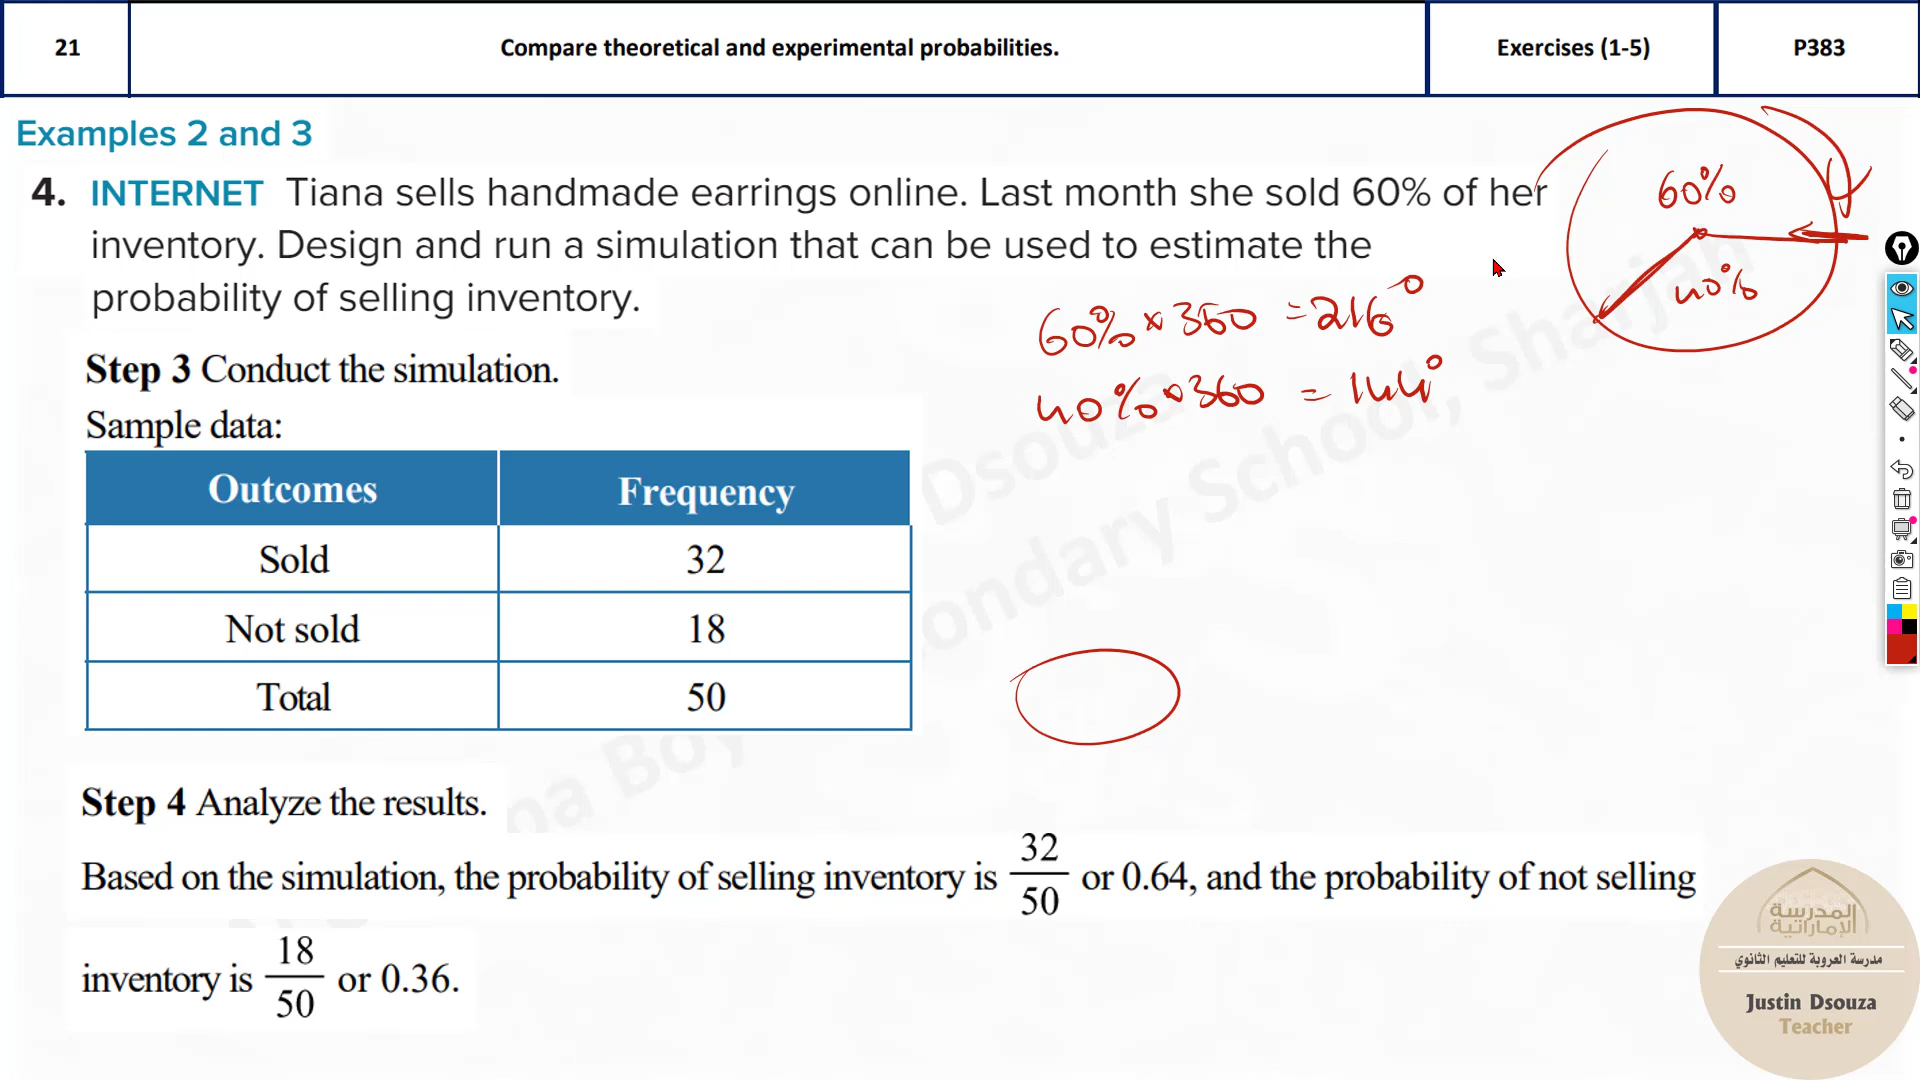 21
Compare theoretical and experimental probabilities.
Exercises (1-5)
P383
Examples 2 and 3
4. INTERNET Tiana sells handmade earrings online. Last month she sold 60% of her
inventory. Design and run a simulation that can be used to estimate the
probability of selling inventory.
60%
40%
60% × 360 = 216°
40% × 360 = 144°
Step 3 Conduct the simulation.
Sample data:
Outcomes Frequency
Sold 32
Not sold 18
Total 50
Step 4 Analyze the results.
Based on the simulation, the probability of selling inventory is 32/50 or 0.64, and the probability of not selling
inventory is 18/50 or 0.36.
Dsouza
ondary School, Sharjah
المدرسة
الإماراتية
مدرسة العروبة للتعليم الثانوي
Justin Dsouza
Teacher